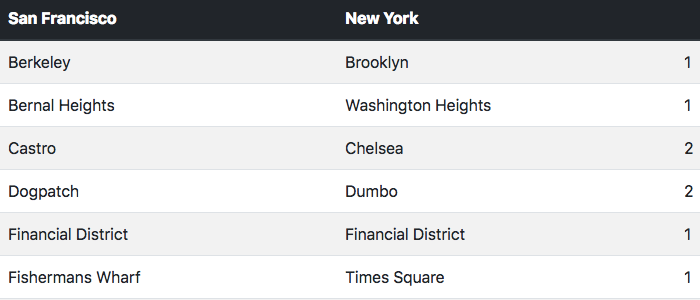 San Francisco New York
Berkeley Brooklyn 1
Bernal Heights Washington Heights 1
Castro Chelsea 2
Dogpatch Dumbo 2
Financial District Financial District 1
Fishermans Wharf Times Square 1